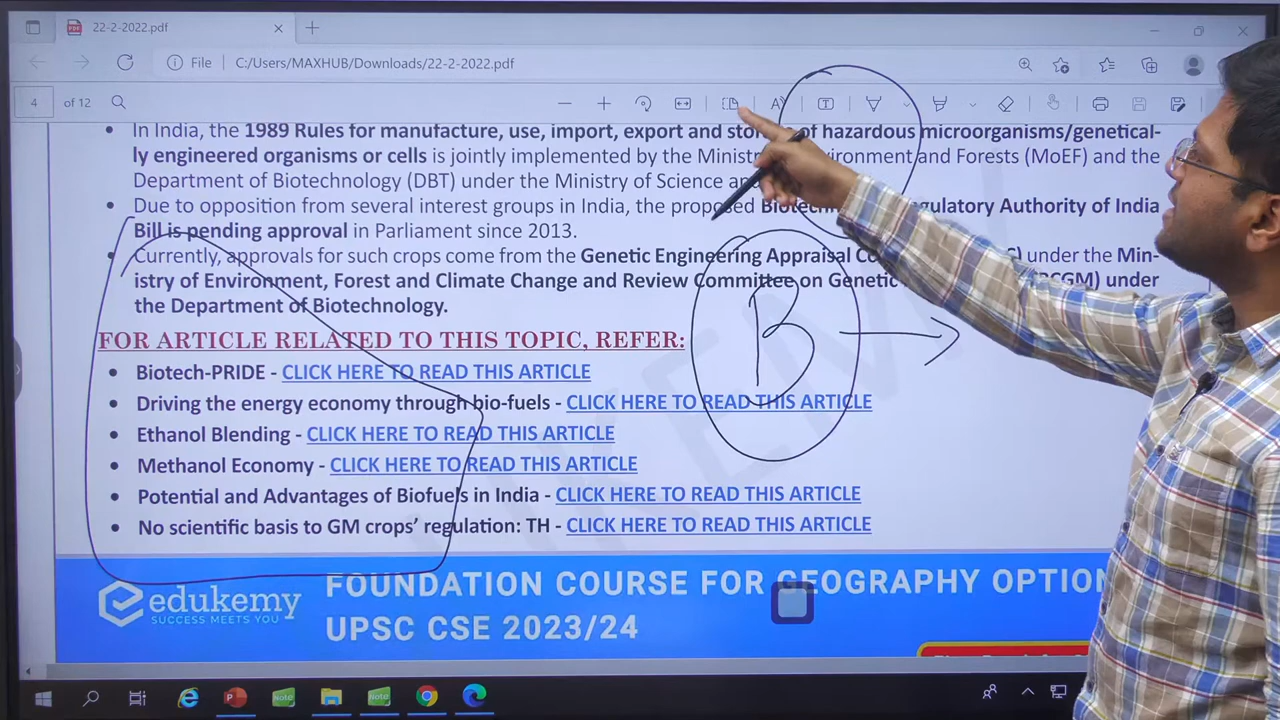 22-2-2022.pdf
File C:/Users/MAXHUB/Downloads/22-2-2022.pdf
4 of 12
In India, the 1989 Rules for manufacture, use, import, export and of hazardous microorganisms/genetical-
ly engineered organisms or cells is jointly implemented by the Environment and Forests (MoEF) and the
Department of Biotechnology (DBT) under the Ministry of Science
Due to opposition from several interest groups in India, the proposed Authority of India
Bill is pending approval in Parliament since 2013.
Currently, approvals for such crops come from the Genetic Engineering Appraisal under the Min-
istry of Environment, Forest and Climate Change and Review Committee on Genetic under
the Department of Biotechnology.
FOR ARTICLE RELATED TO THIS TOPIC, REFER:
Biotech-PRIDE - CLICK HERE TO READ THIS ARTICLE
Driving the energy economy through bio-fuels - CLICK HERE TO READ THIS ARTICLE
Ethanol Blending - CLICK HERE TO READ THIS ARTICLE
Methanol Economy - CLICK HERE TO READ THIS ARTICLE
Potential and Advantages of Biofuels in India - CLICK HERE TO READ THIS ARTICLE
No scientific basis to GM crops' regulation: TH - CLICK HERE TO READ THIS ARTICLE
B
edukemy
SUCCESS MEETS YOU
FOUNDATION COURSE FOR GEOGRAPHY
UPSC CSE 2023/24